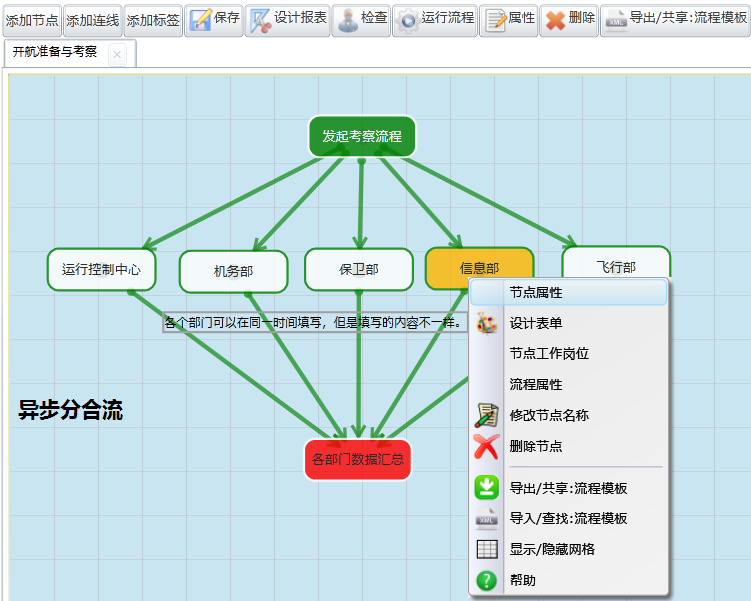 添加节点 添加连线 添加标签 保存 设计报表 检查 运行流程 属性 删除 导出/共享:流程模板
开航准备与考察
发起考察流程
运行控制中心 机务部 保卫部 信息部 飞行部
节点属性
各个部门可以在同一时间填写，但是填写的内容不一样。
设计表单
节点工作岗位
流程属性
异步分合流
修改节点名称
删除节点
各部门数据汇总
导出/共享:流程模板
导入/查找:流程模板
显示/隐藏网格
帮助